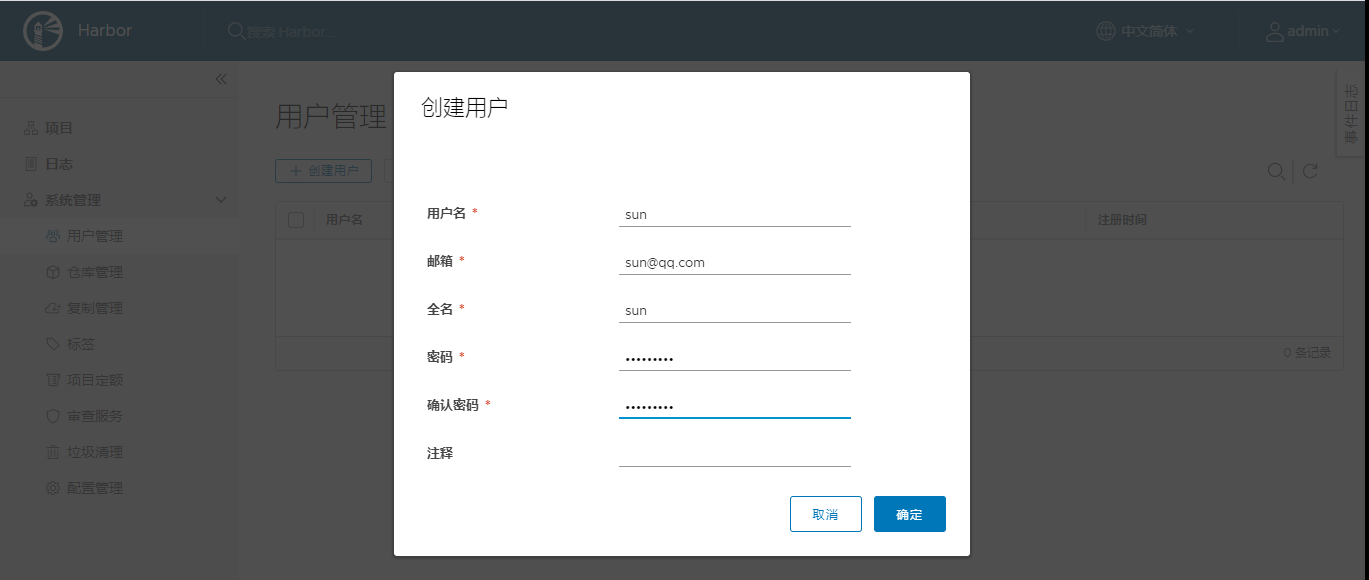 Harbor
搜索 Harbor...
中文简体
admin
事件日志
项目
日志
系统管理
用户管理
仓库管理
复制管理
标签
项目定额
审查服务
垃圾清理
配置管理
用户管理
创建用户
用户名
注册时间
0 条记录
创建用户
用户名 *
sun
邮箱 *
sun@qq.com
全名 *
sun
密码 *
•••••••••
确认密码 *
•••••••••
注释
取消
确定